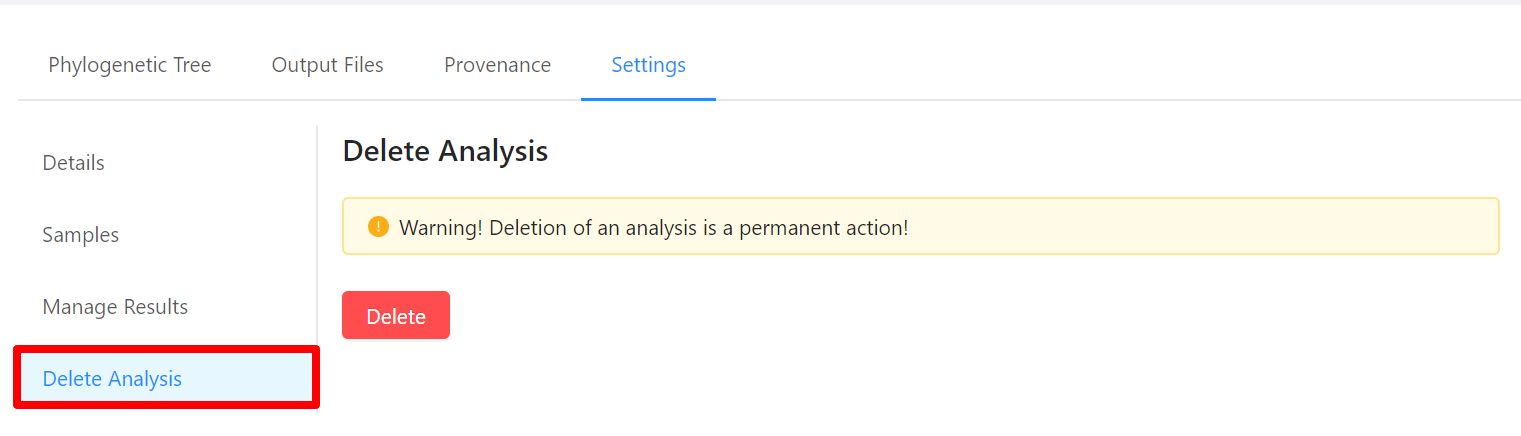 Phylogenetic Tree Output Files Provenance Settings
Details
Samples
Manage Results
Delete Analysis
Delete Analysis
Warning! Deletion of an analysis is a permanent action!
Delete